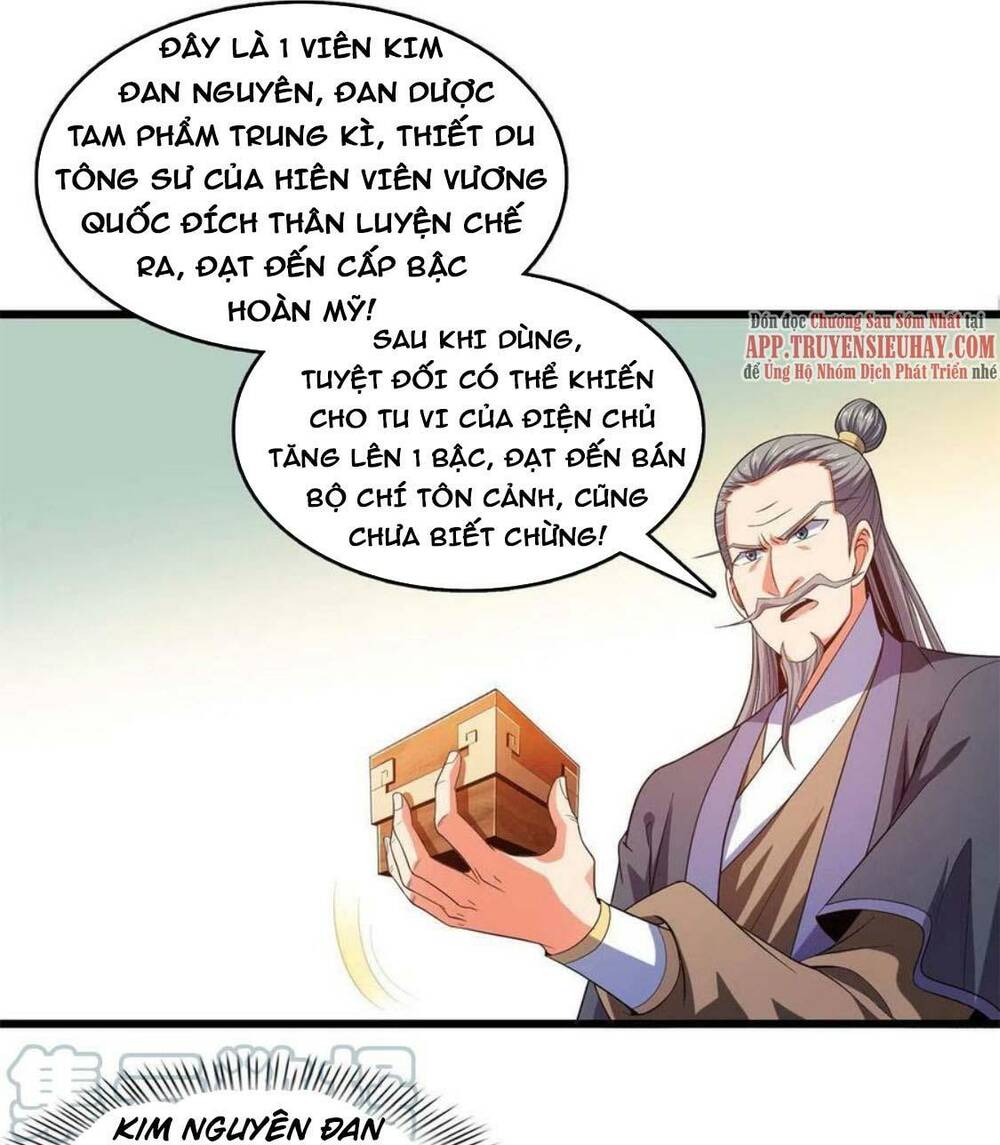 ĐÂY LÀ 1 VIÊN KIM
ĐAN NGUYÊN, ĐAN DƯỢC
TAM PHẨM TRUNG KÌ, THIẾT DU
TÔNG SƯ CỦA HIÊN VIÊN VƯƠNG
QUỐC ĐÍCH THÂN LUYỆN CHẾ
RA, ĐẠT ĐẾN CẤP BẬC
HOÀN MỸ!
SAU KHI DÙNG,
TUYỆT ĐỐI CÓ THỂ KHIẾN
CHO TU VI CỦA ĐIỆN CHỦ
TĂNG LÊN 1 BẬC, ĐẠT ĐẾN BÁN
BỘ CHÍ TÔN CẢNH, CŨNG
CHƯA BIẾT CHỪNG!
Đón đọc Chương Sau Sớm Nhất tại
APP.TRUYENSIEUHAY.COM
để Ủng Hộ Nhóm Dịch Phát Triển nhé
KIM NGUYÊN ĐAN